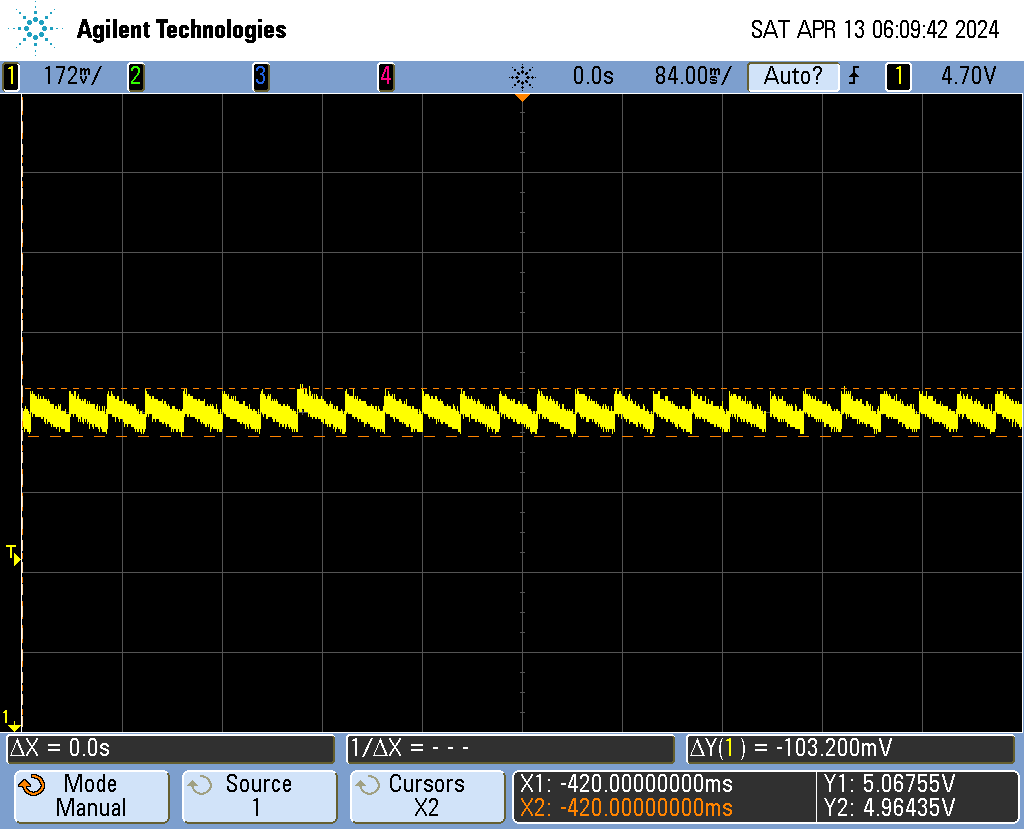 Agilent Technologies
SAT APR 13 06:09:42 2024
1 172mV/ 2 3 4 0.0s 84.00ms/ Auto? 1 4.70V
T
1
ΔX = 0.0s
1/ΔX = - - -
ΔY(1) = -103.200mV
Mode
Manual
Source
1
Cursors
X2
X1: -420.00000000ms
X2: -420.00000000ms
Y1: 5.06755V
Y2: 4.96435V